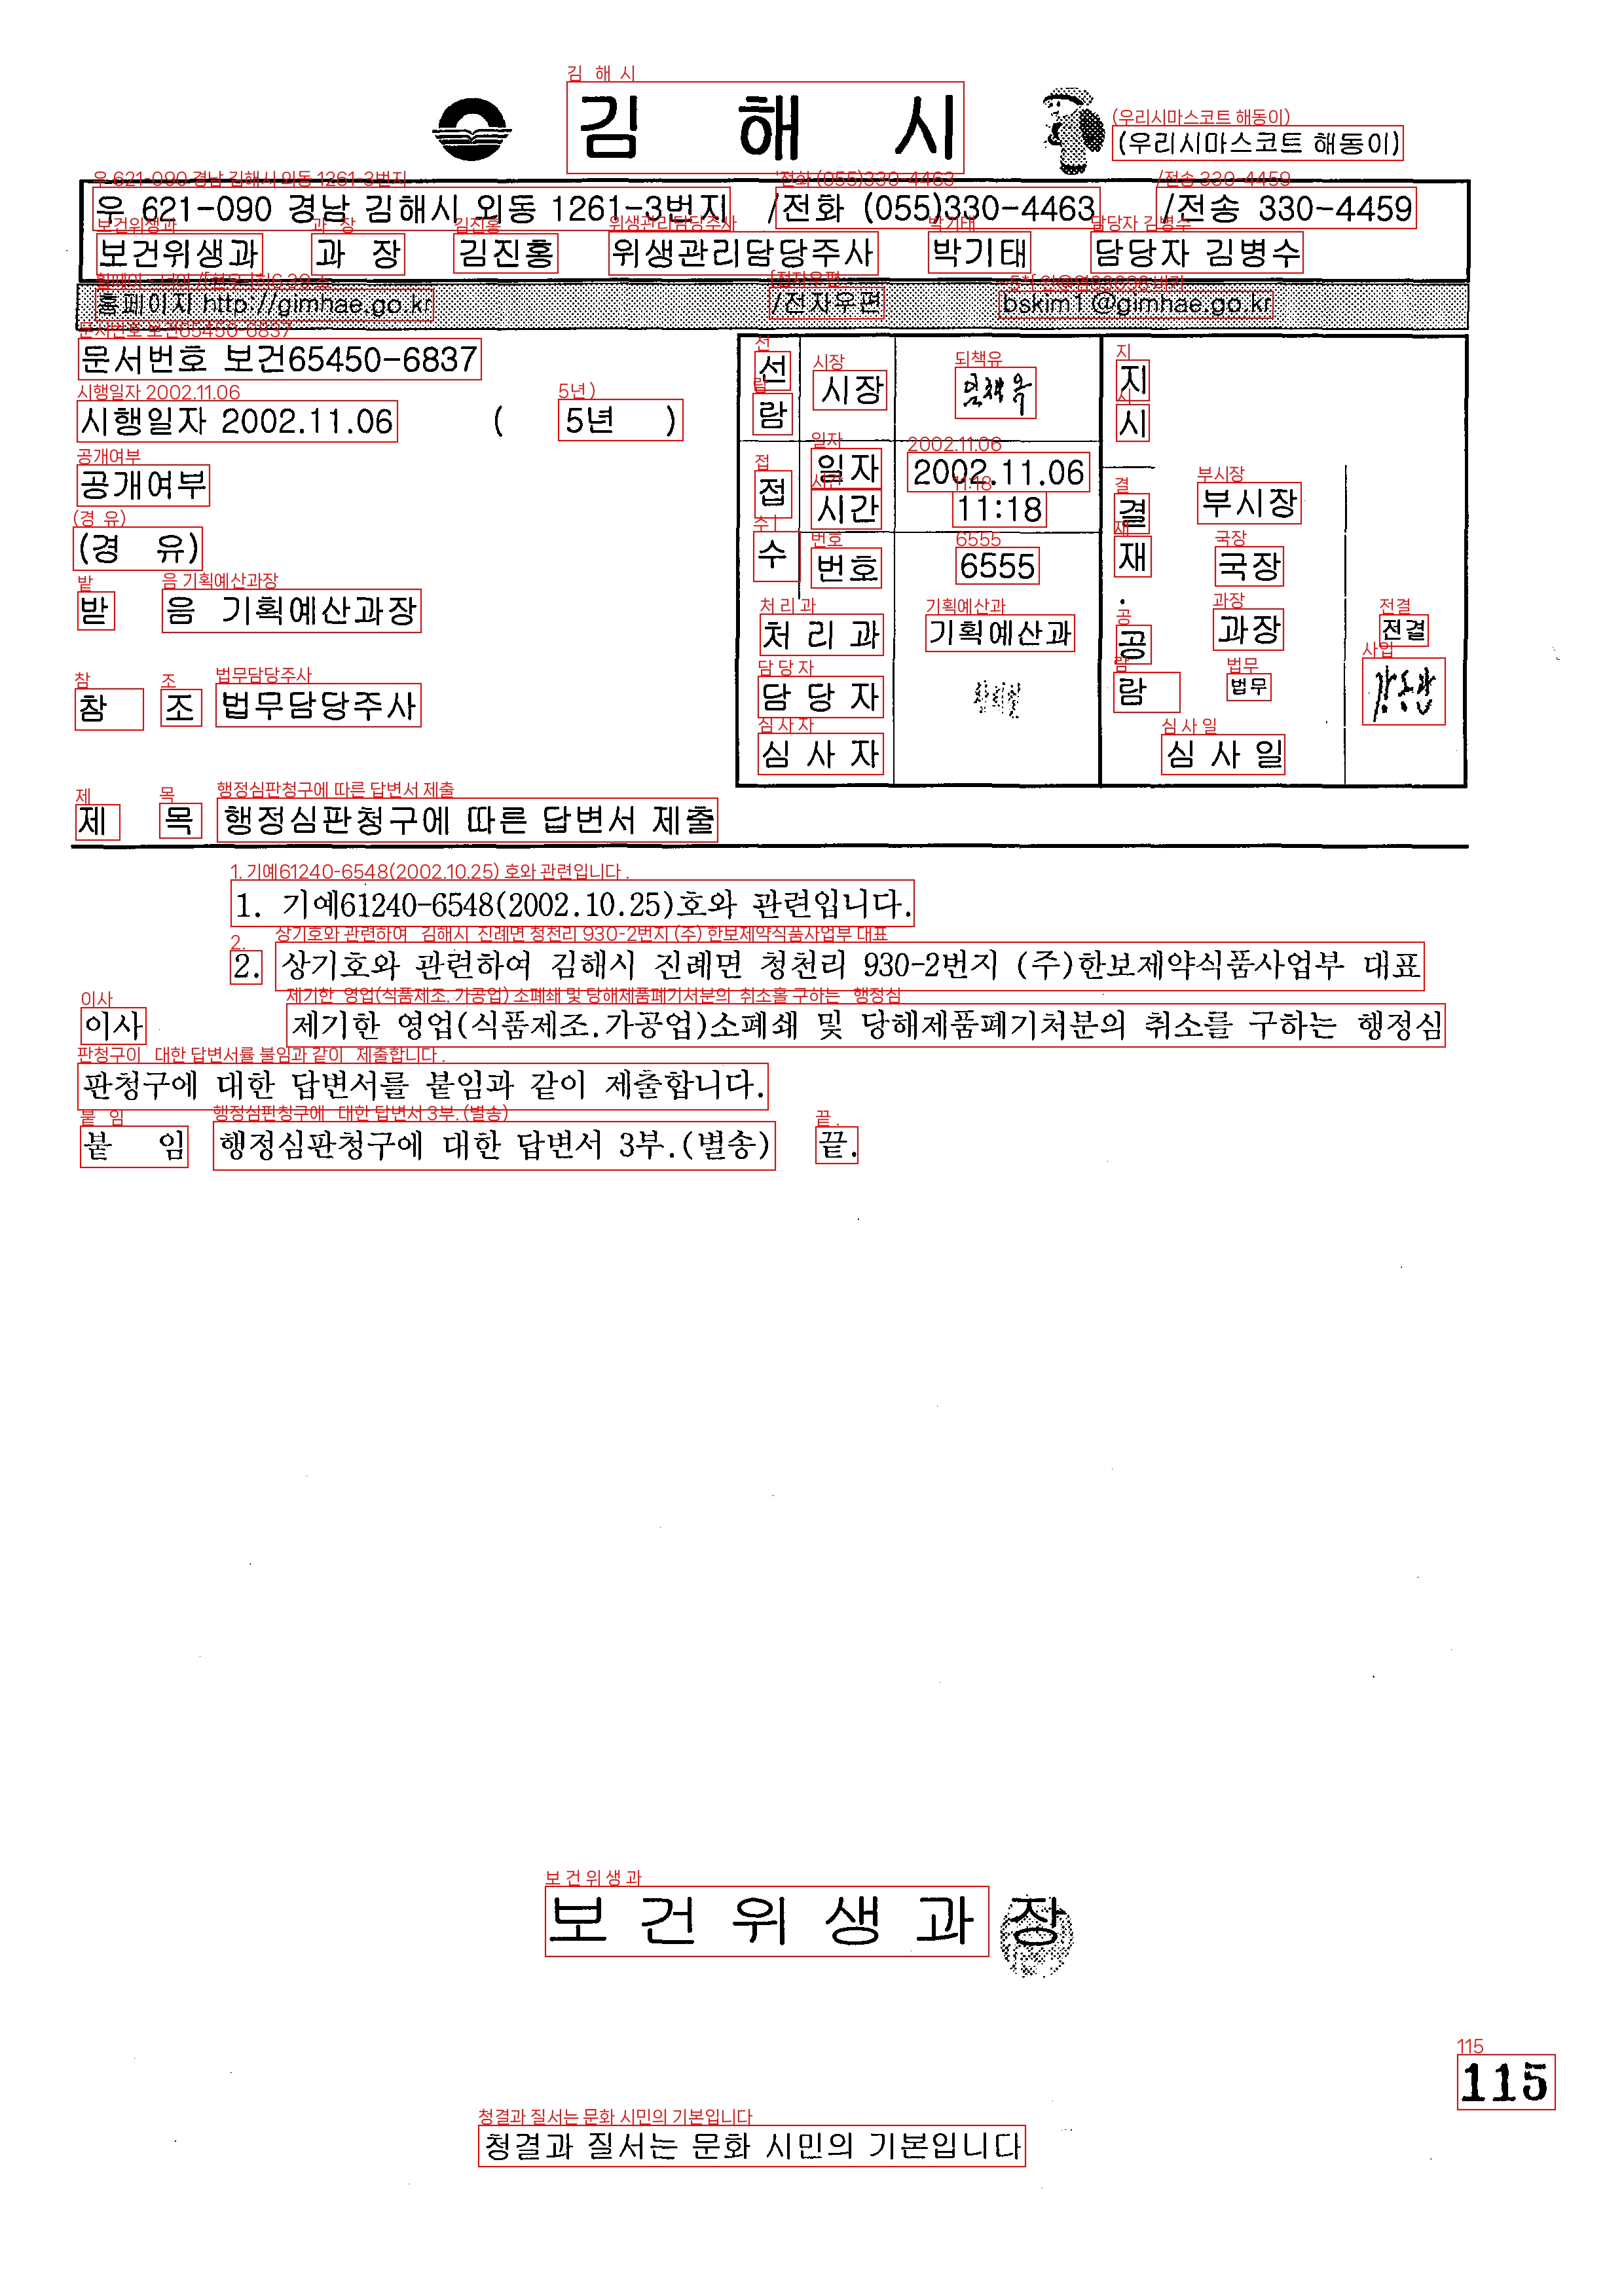 김 해 시
(우리시마스코트 해동이)
우 621-090 경남 김해시 외동 1261-3번지 /전화 (055)330-4463 /전송 330-4459
보건위생과 과 장 김진홍 위생관리담당주사 박기태 담당자 김병수
홈페이지 http://gimhae.go.kr /전자우편 bskim1@gimhae.go.kr
문서번호 보건65450-6837
시행일자 2002.11.06 ( 5년 )
공개여부
(경 유)
받 음 기획예산과장
참 조 법무담당주사
선람 시장
지시
접수 일자 2002.11.06
시간 11:18
번호 6555
결재.공람 부시장
국장
처 리 과 기획예산과
과장 전결
담 당 자
법무
심 사 자
심 사 일
제 목 행정심판청구에 따른 답변서 제출
1. 기예61240-6548(2002.10.25)호와 관련입니다.
2. 상기호와 관련하여 김해시 진례면 청천리 930-2번지 (주)한보제약식품사업부 대표
이사 제기한 영업(식품제조.가공업)소폐쇄 및 당해제품폐기처분의 취소를 구하는 행정심
판청구에 대한 답변서를 붙임과 같이 제출합니다.
붙 임 행정심판청구에 대한 답변서 3부.(별송) 끝.
보 건 위 생 과 장
115
청결과 질서는 문화 시민의 기본입니다